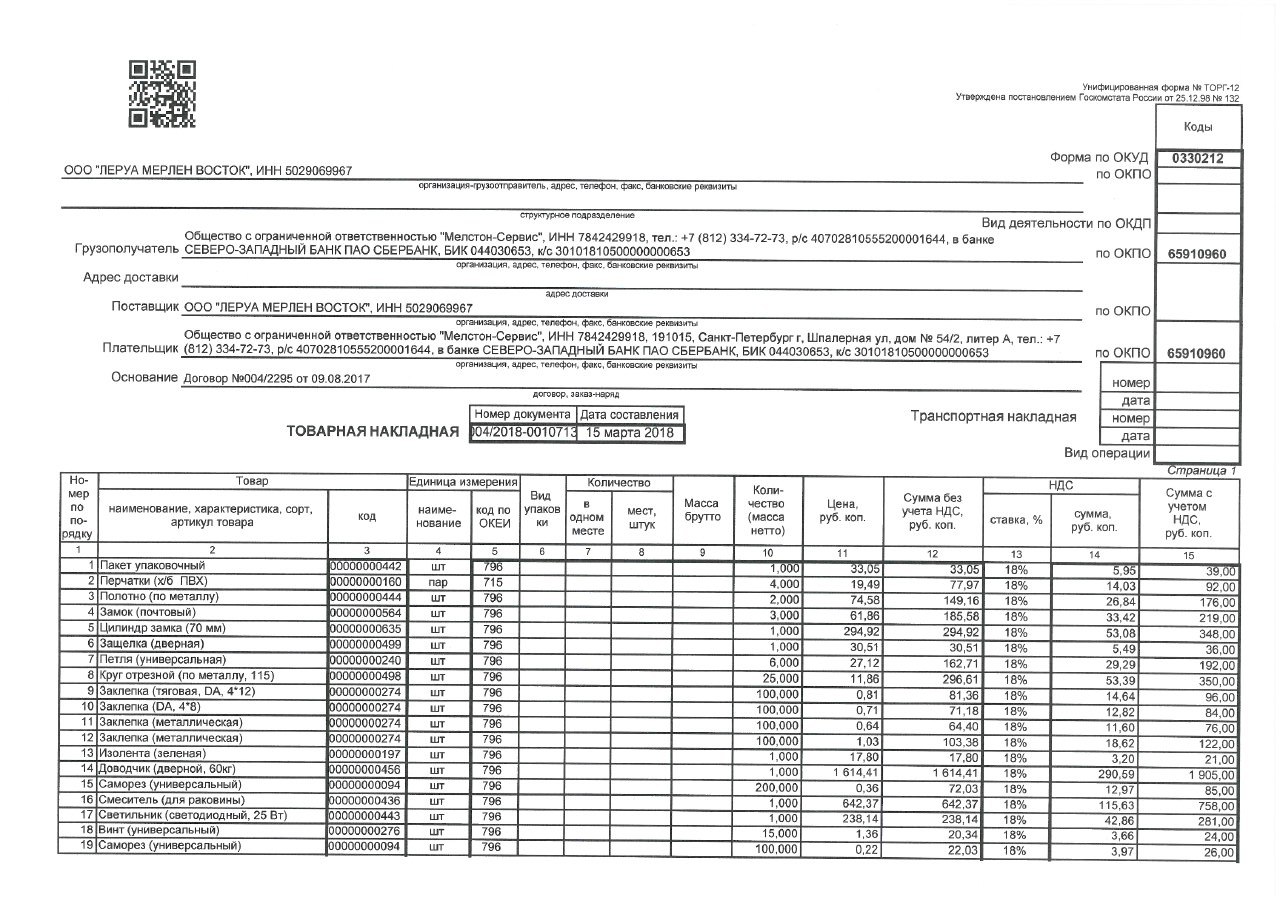 Унифицированная форма № ТОРГ-12
Утверждена постановлением Госкомстата России от 25.12.98 № 132
Коды
Форма по ОКУД 0330212
ООО "ЛЕРУА МЕРЛЕН ВОСТОК", ИНН 5029069967 по ОКПО
организация-грузоотправитель, адрес, телефон, факс, банковские реквизиты
структурное подразделение
Вид деятельности по ОКДП
Грузополучатель Общество с ограниченной ответственностью "Мелстон-Сервис", ИНН 7842429918, тел.: +7 (812) 334-72-73, р/с 40702810555200001644, в банке
СЕВЕРО-ЗАПАДНЫЙ БАНК ПАО СБЕРБАНК, БИК 044030653, к/с 30101810500000000653 по ОКПО 65910960
организация, адрес, телефон, факс, банковские реквизиты
Адрес доставки
адрес доставки
Поставщик ООО "ЛЕРУА МЕРЛЕН ВОСТОК", ИНН 5029069967 по ОКПО
организация, адрес, телефон, факс, банковские реквизиты
Общество с ограниченной ответственностью "Мелстон-Сервис", ИНН 7842429918, 191015, Санкт-Петербург г, Шпалерная ул, дом № 54/2, литер А, тел.: +7
Плательщик (812) 334-72-73, р/с 40702810555200001644, в банке СЕВЕРО-ЗАПАДНЫЙ БАНК ПАО СБЕРБАНК, БИК 044030653, к/с 30101810500000000653 по ОКПО 65910960
организация, адрес, телефон, факс, банковские реквизиты
Основание Договор №004/2295 от 09.08.2017 номер
договор, заказ-наряд
дата
Номер документа Дата составления
Транспортная накладная номер
ТОВАРНАЯ НАКЛАДНАЯ 004/2018-0010713 15 марта 2018
дата
Вид операции
Страница 1
Но-мер по по-рядку Товар Единица измерения Вид упаков ки Количество Масса брутто Коли-чество (масса нетто) Цена, руб. коп. Сумма без учета НДС, руб. коп. НДС Сумма с учетом НДС, руб. коп.
наименование, характеристика, сорт, артикул товара код наиме-нование код по ОКЕИ в одном месте мест, штук ставка, % сумма, руб. коп.
1 2 3 4 5 6 7 8 9 10 11 12 13 14 15
1 Пакет упаковочный 00000000442 шт 796 1,000 33,05 33,05 18% 5,95 39,00
2 Перчатки (х/б ПВХ) 00000000160 пар 715 4,000 19,49 77,97 18% 14,03 92,00
3 Полотно (по металлу) 00000000444 шт 796 2,000 74,58 149,16 18% 26,84 176,00
4 Замок (почтовый) 00000000564 шт 796 3,000 61,86 185,58 18% 33,42 219,00
5 Цилиндр замка (70 мм) 00000000635 шт 796 1,000 294,92 294,92 18% 53,08 348,00
6 Защелка (дверная) 00000000499 шт 796 1,000 30,51 30,51 18% 5,49 36,00
7 Петля (универсальная) 00000000240 шт 796 6,000 27,12 162,71 18% 29,29 192,00
8 Круг отрезной (по металлу, 115) 00000000498 шт 796 25,000 11,86 296,61 18% 53,39 350,00
9 Заклепка (тяговая, DA, 4*12) 00000000274 шт 796 100,000 0,81 81,36 18% 14,64 96,00
10 Заклепка (DA, 4*8) 00000000274 шт 796 100,000 0,71 71,18 18% 12,82 84,00
11 Заклепка (металлическая) 00000000274 шт 796 100,000 0,64 64,40 18% 11,60 76,00
12 Заклепка (металлическая) 00000000274 шт 796 100,000 1,03 103,38 18% 18,62 122,00
13 Изолента (зеленая) 00000000197 шт 796 1,000 17,80 17,80 18% 3,20 21,00
14 Доводчик (дверной, 60кг) 00000000456 шт 796 1,000 1 614,41 1 614,41 18% 290,59 1 905,00
15 Саморез (универсальный) 00000000094 шт 796 200,000 0,36 72,03 18% 12,97 85,00
16 Смеситель (для раковины) 00000000436 шт 796 1,000 642,37 642,37 18% 115,63 758,00
17 Светильник (светодиодный, 25 Вт) 00000000443 шт 796 1,000 238,14 238,14 18% 42,86 281,00
18 Винт (универсальный) 00000000276 шт 796 15,000 1,36 20,34 18% 3,66 24,00
19 Саморез (универсальный) 00000000094 шт 796 100,000 0,22 22,03 18% 3,97 26,00